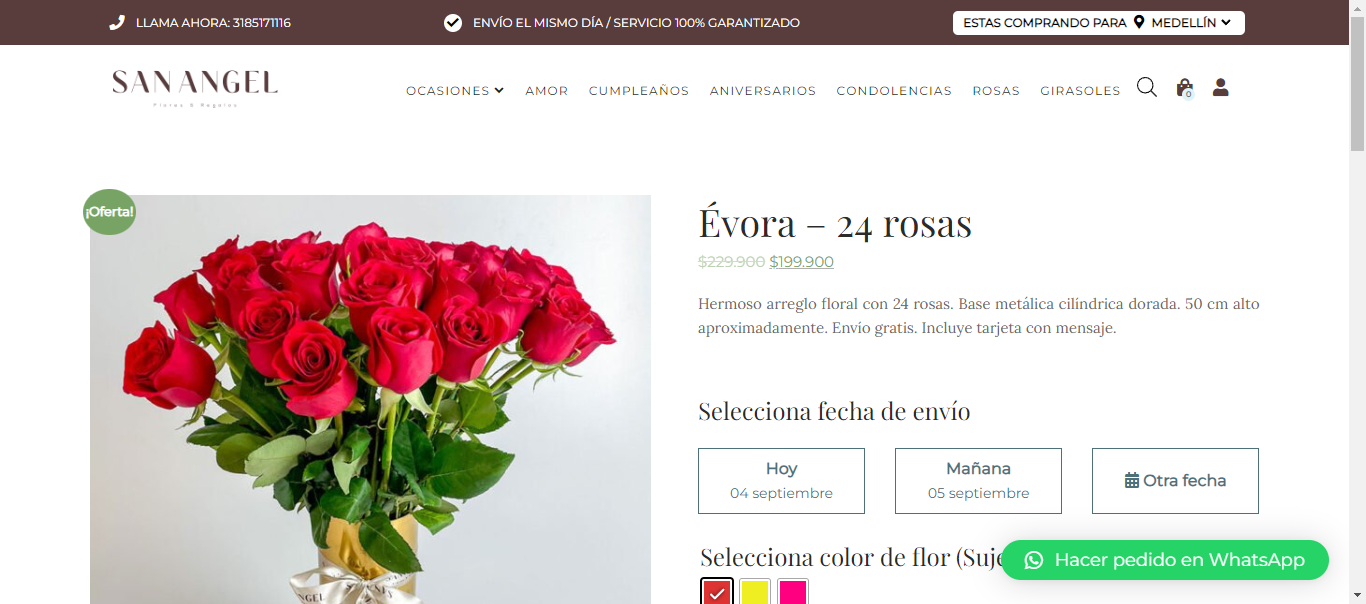 LLAMA AHORA: 3185171116
ENVÍO EL MISMO DÍA / SERVICIO 100% GARANTIZADO
ESTAS COMPRANDO PARA MEDELLÍN
SAN ANGEL
Flores & Regalos
OCASIONES AMOR CUMPLEAÑOS ANIVERSARIOS CONDOLENCIAS ROSAS GIRASOLES
0
¡Oferta!
Évora – 24 rosas
$229.900 $199.900
Hermoso arreglo floral con 24 rosas. Base metálica cilíndrica dorada. 50 cm alto
aproximadamente. Envío gratis. Incluye tarjeta con mensaje.
Selecciona fecha de envío
Hoy
04 septiembre
Mañana
05 septiembre
Otra fecha
Selecciona color de flor
Hacer pedido en WhatsApp